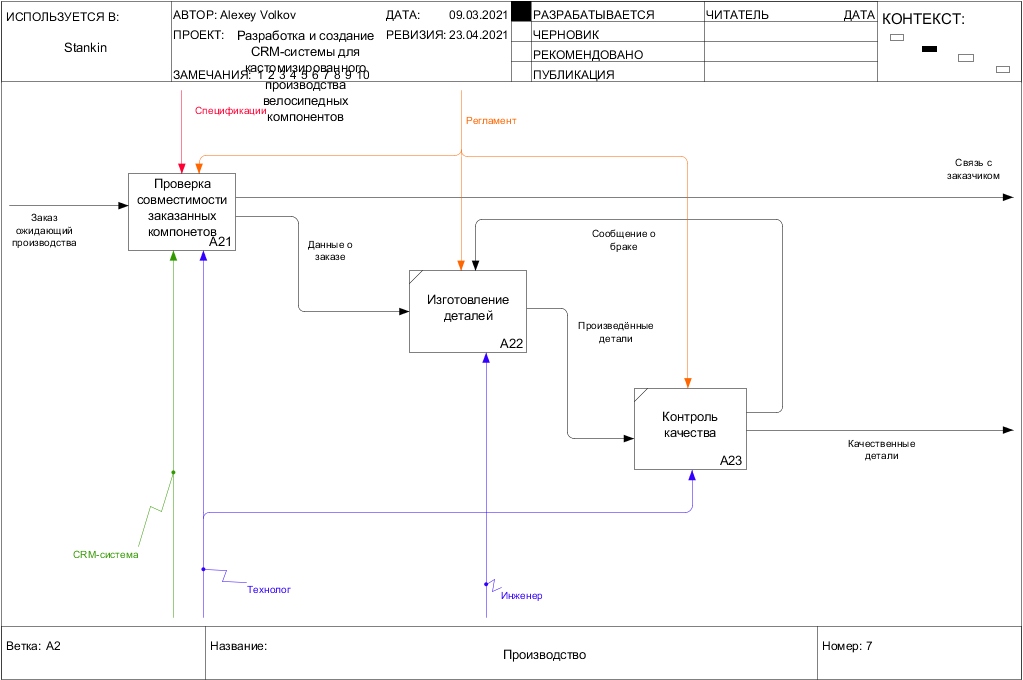 ИСПОЛЬЗУЕТСЯ В:
Stankin
АВТОР: Alexey Volkov
ДАТА: 09.03.2021
ПРОЕКТ: Разработка и создание
CRM-системы для
кастомизированного
производства
велосипедных
компонентов
РЕВИЗИЯ: 23.04.2021
ЗАМЕЧАНИЯ: 1 2 3 4 5 6 7 8 9 10
РАЗРАБАТЫВАЕТСЯ
ЧЕРНОВИК
РЕКОМЕНДОВАНО
ПУБЛИКАЦИЯ
ЧИТАТЕЛЬ ДАТА
КОНТЕКСТ:
Спецификации
Регламент
Связь с
заказчиком
Проверка
совместимости
заказанных
компонетов
A21
Заказ
ожидающий
производства
Данные о
заказе
Сообщение о
браке
Изготовление
деталей
A22
Произведённые
детали
Контроль
качества
A23
Качественные
детали
CRM-система
Технолог
Инженер
Ветка: A2
Название:
Производство
Номер: 7